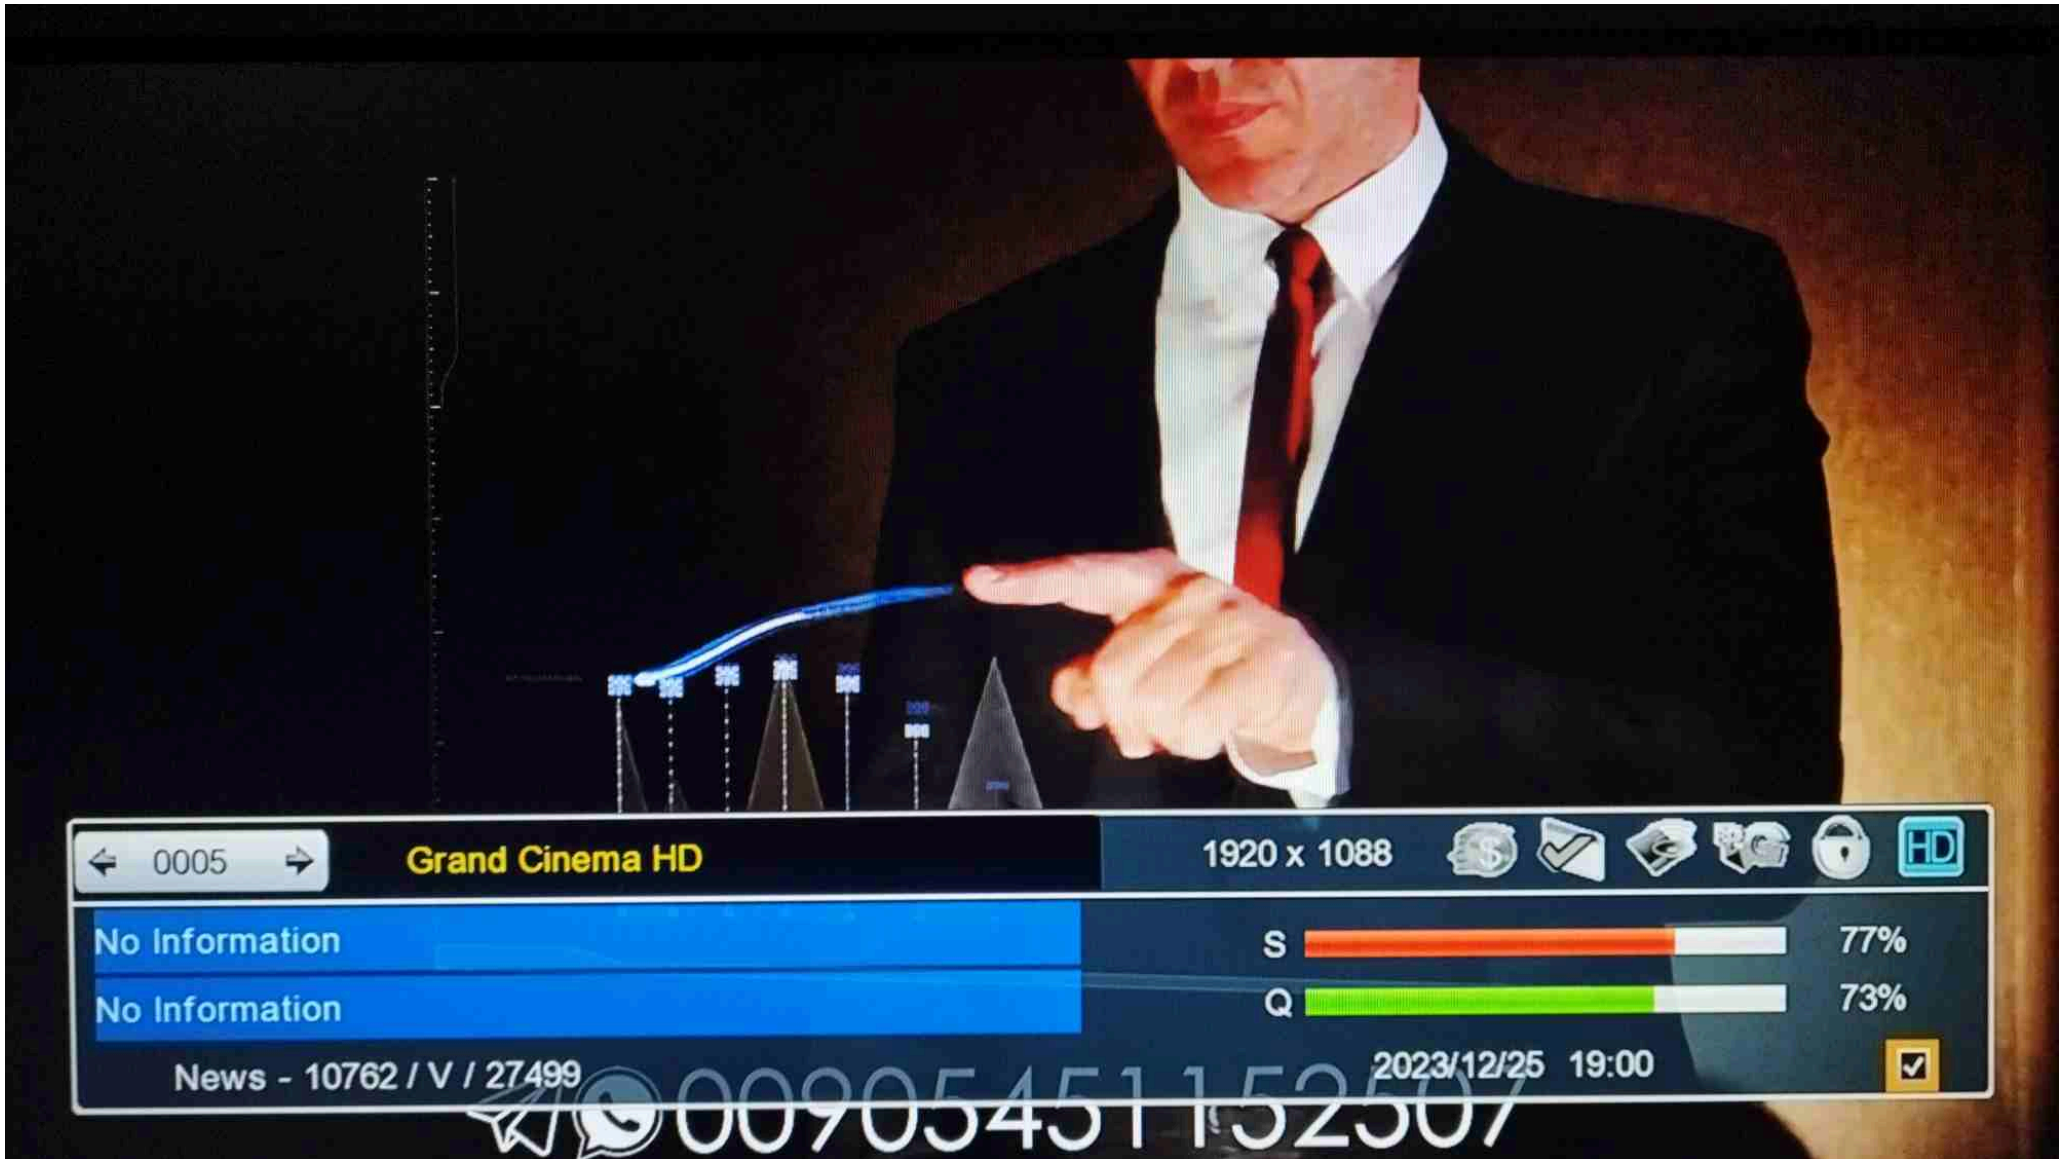 0005
Grand Cinema HD
1920 x 1088
$
HD
No Information
S
77%
No Information
Q
73%
News - 10762 / V / 27499
2023/12/25 19:00
00905451152507